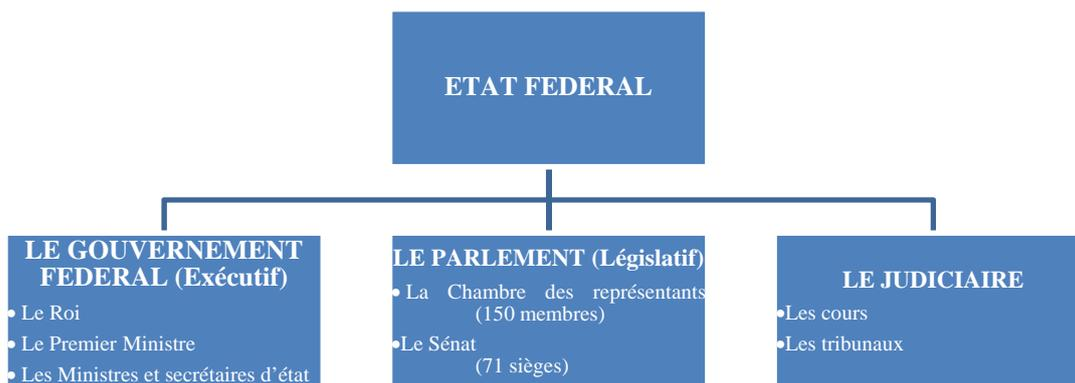 ETAT FEDERAL
LE GOUVERNEMENT
FEDERAL (Exécutif)
• Le Roi
• Le Premier Ministre
• Les Ministres et secrétaires d’état
LE PARLEMENT (Législatif)
• La Chambre des représentants
(150 membres)
•Le Sénat
(71 sièges)
LE JUDICIAIRE
•Les cours
•Les tribunaux